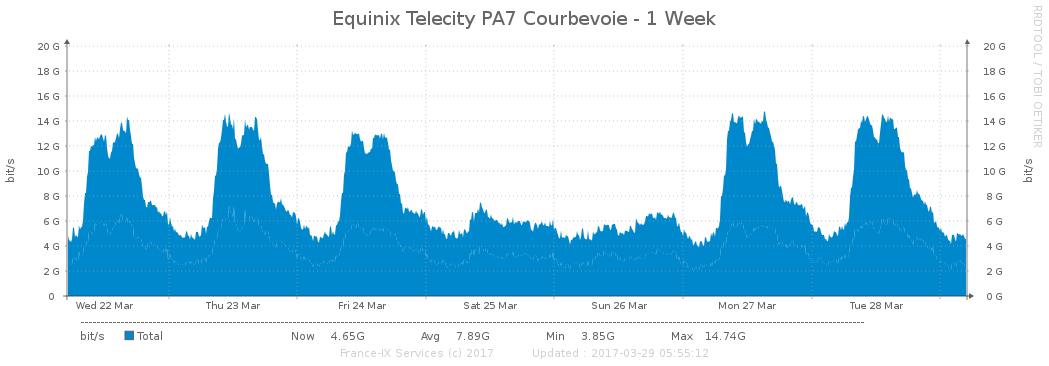 Equinix Telecity PA7 Courbevoie - 1 Week
RRDTOOL / TOBI OETIKER
bit/s
bit/s
20 G 20 G
18 G 18 G
16 G 16 G
14 G 14 G
12 G 12 G
10 G 10 G
8 G 8 G
6 G 6 G
4 G 4 G
2 G 2 G
0 0 G
Wed 22 Mar Thu 23 Mar Fri 24 Mar Sat 25 Mar Sun 26 Mar Mon 27 Mar Tue 28 Mar
bit/s Total Now 4.65G Avg 7.89G Min 3.85G Max 14.74G
France-IX Services (c) 2017 Updated : 2017-03-29 05:55:12